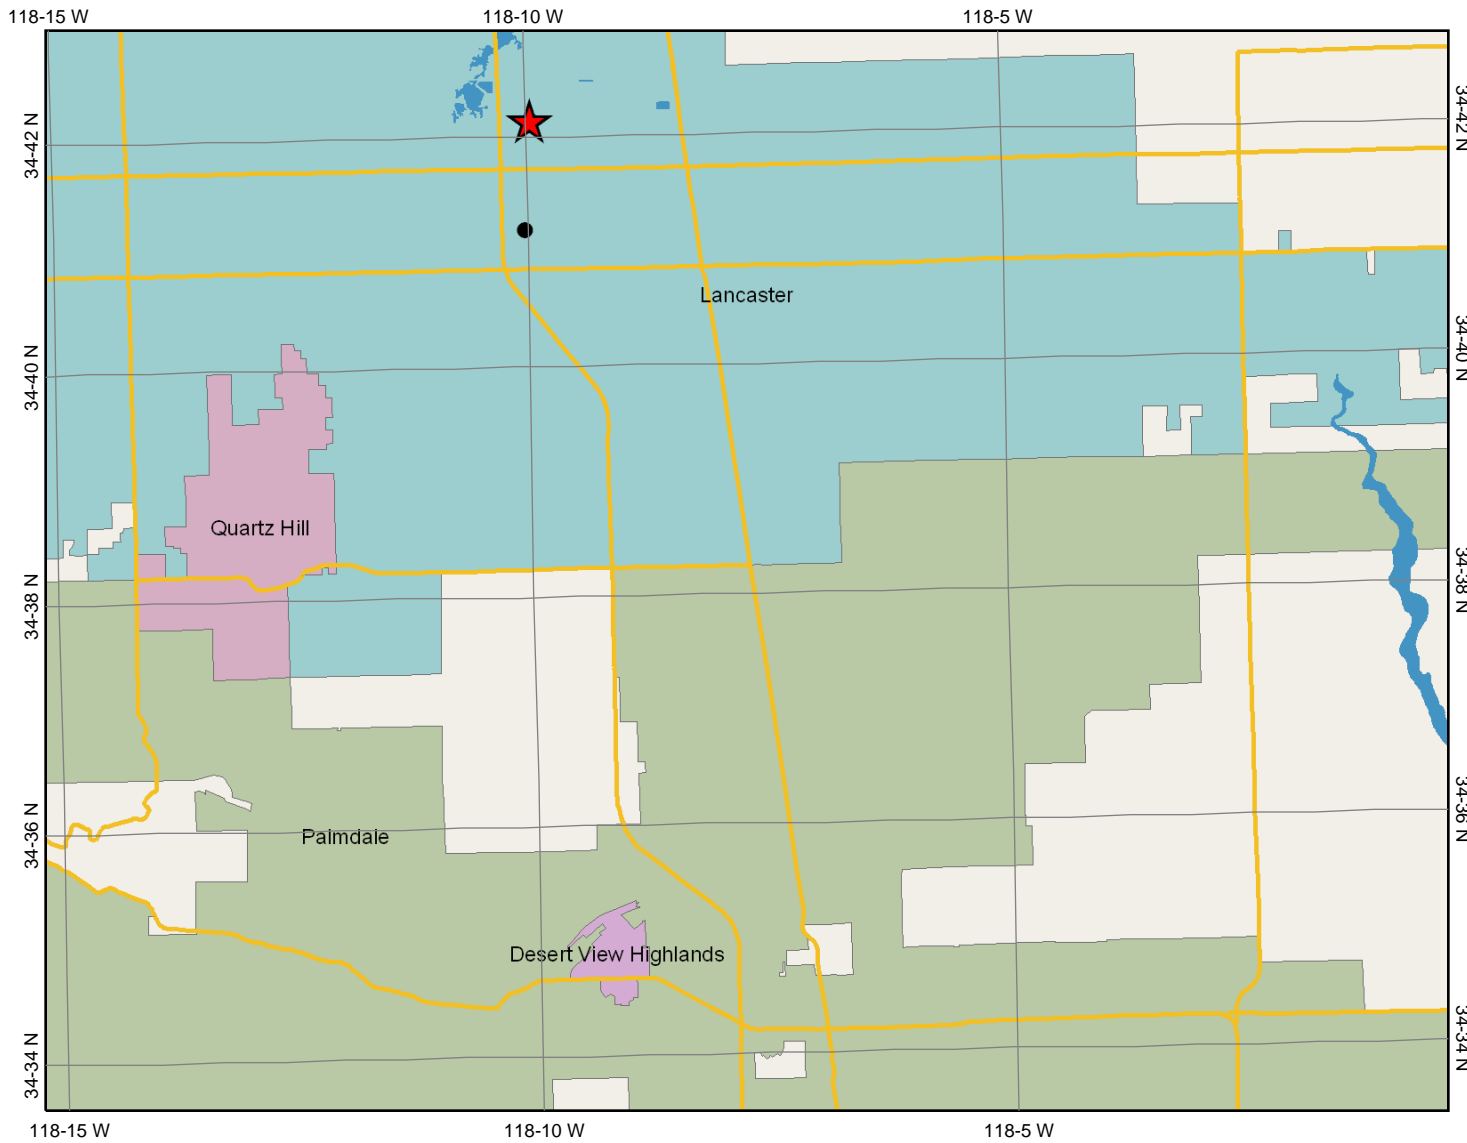 118-15 W
118-10 W
118-5 W
34-42 N
34-42 N
Lancaster
34-40 N
34-40 N
Quartz Hill
34-38 N
34-38 N
34-36 N
34-36 N
Palmdale
Desert View Highlands
34-34 N
34-34 N
118-15 W
118-10 W
118-5 W